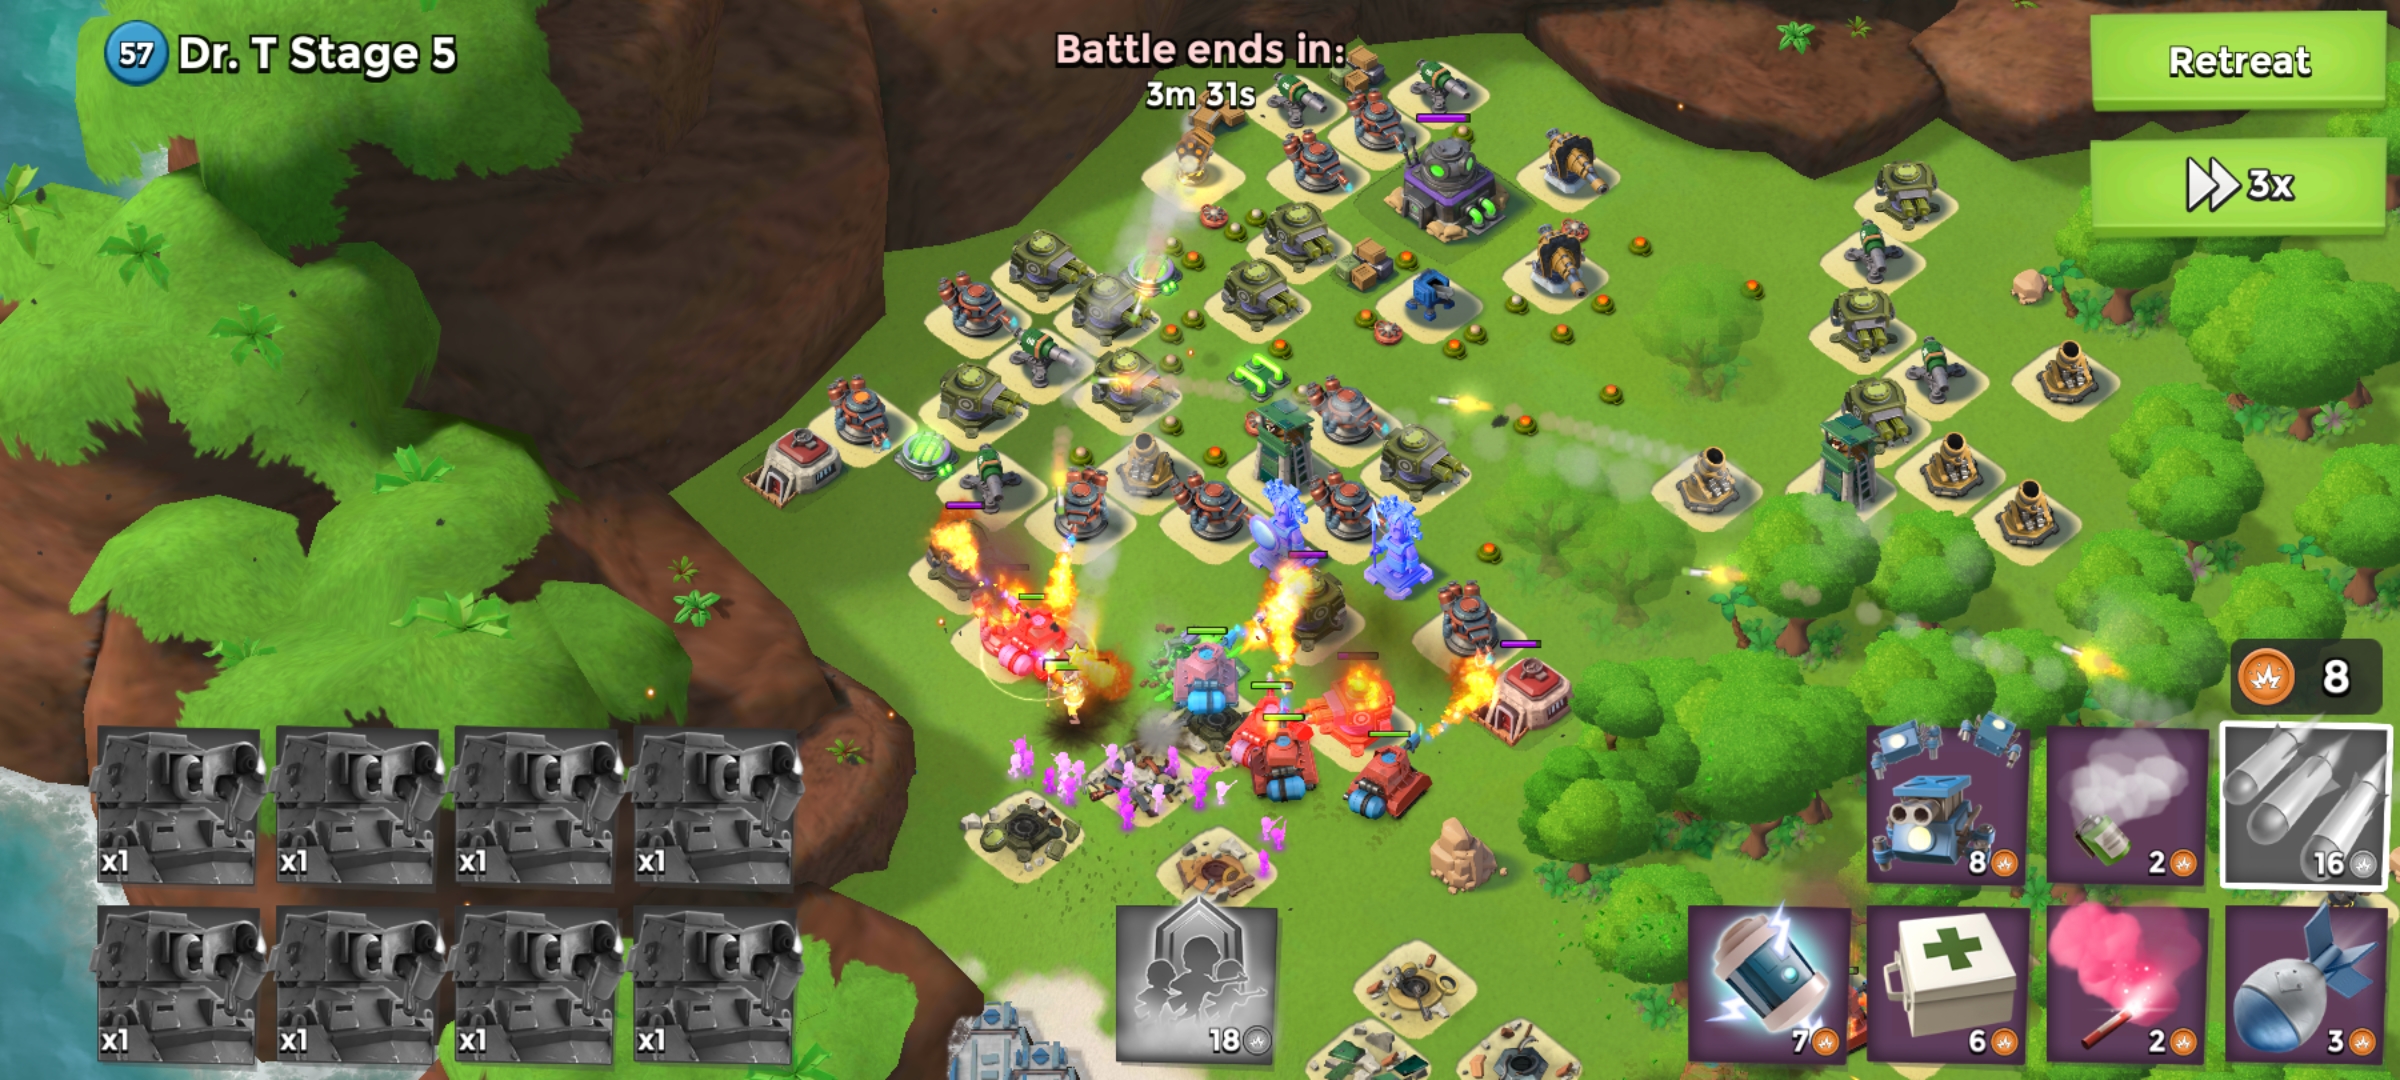 57 Dr. T Stage 5
Battle ends in:
3m 31s
Retreat
3x
8
x1 x1 x1 x1
8 2 16
x1 x1 x1 x1
18
7 6 2 3